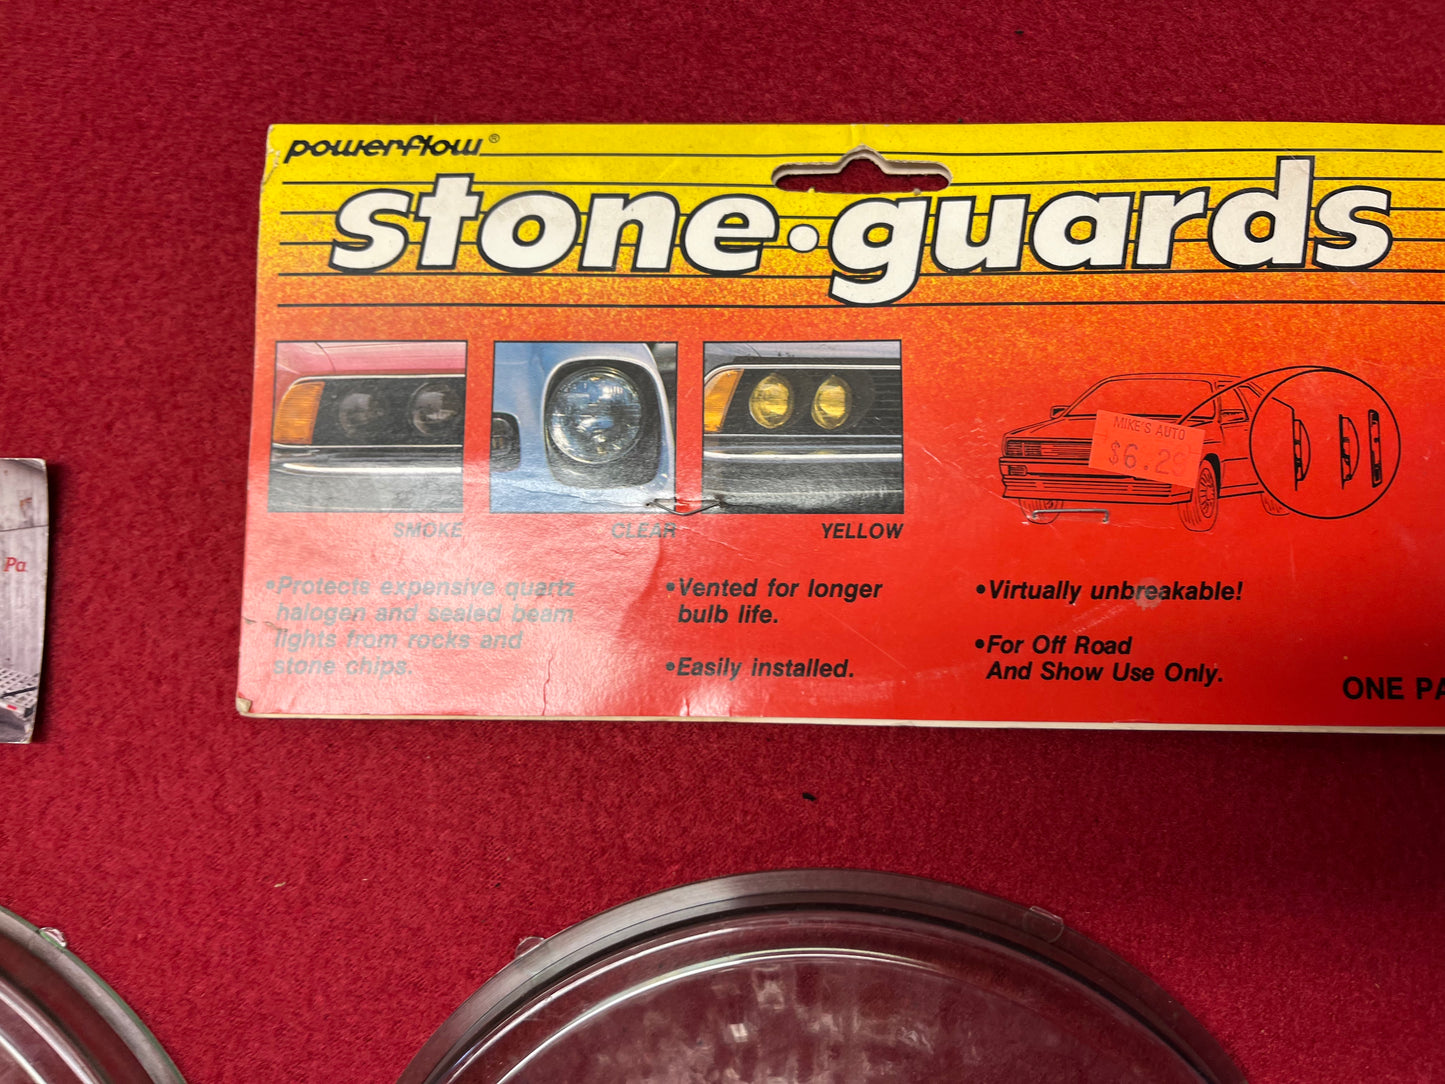 powerflow®
stone·guards
SMOKE
CLEAR
YELLOW
MIKE'S AUTO
•Protects expensive quartz
halogen and sealed beam
lights from rocks and
stone chips.
•Vented for longer
bulb life.
•Easily installed.
•Virtually unbreakable!
•For Off Road
And Show Use Only.
ONE PA
Pa